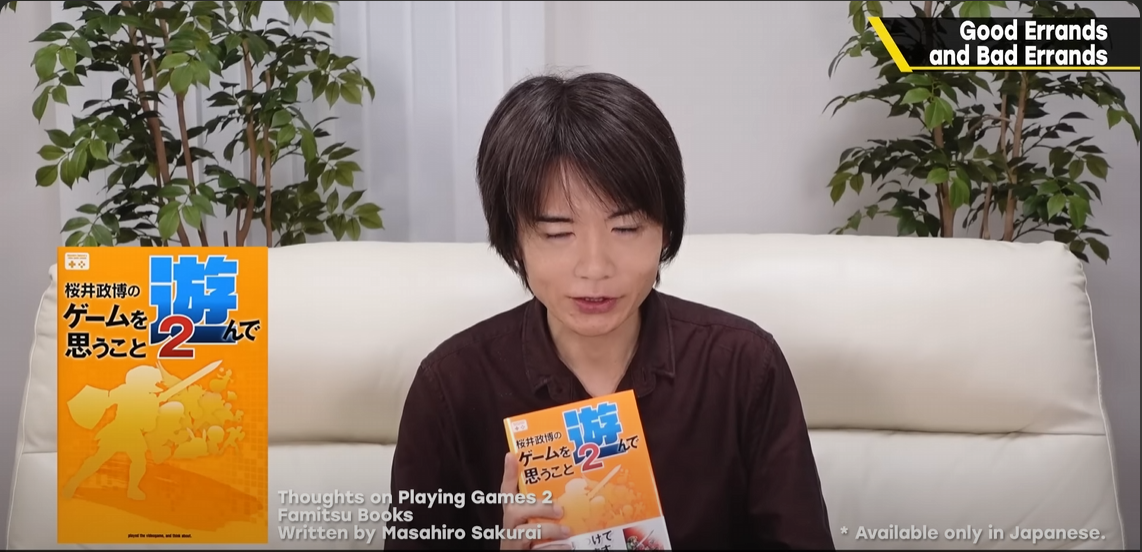 Good Errands
and Bad Errands
桜井政博の
ゲームを
遊んで
2
思うこと
played the videogame, and think about.
桜井政博の
ゲームを
遊んで
2
思うこと
けで
Thoughts on Playing Games 2
Famitsu Books
Written by Masahiro Sakurai
* Available only in Japanese.